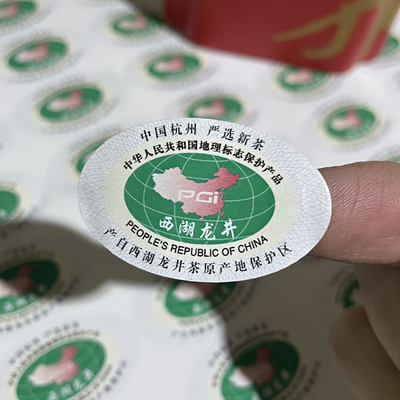 中国杭州 严选新茶
中华人民共和国地理标志保护产品
PGI
西湖龙井
PEOPLE'S REPUBLIC OF CHINA
产自西湖龙井茶原产地保护区